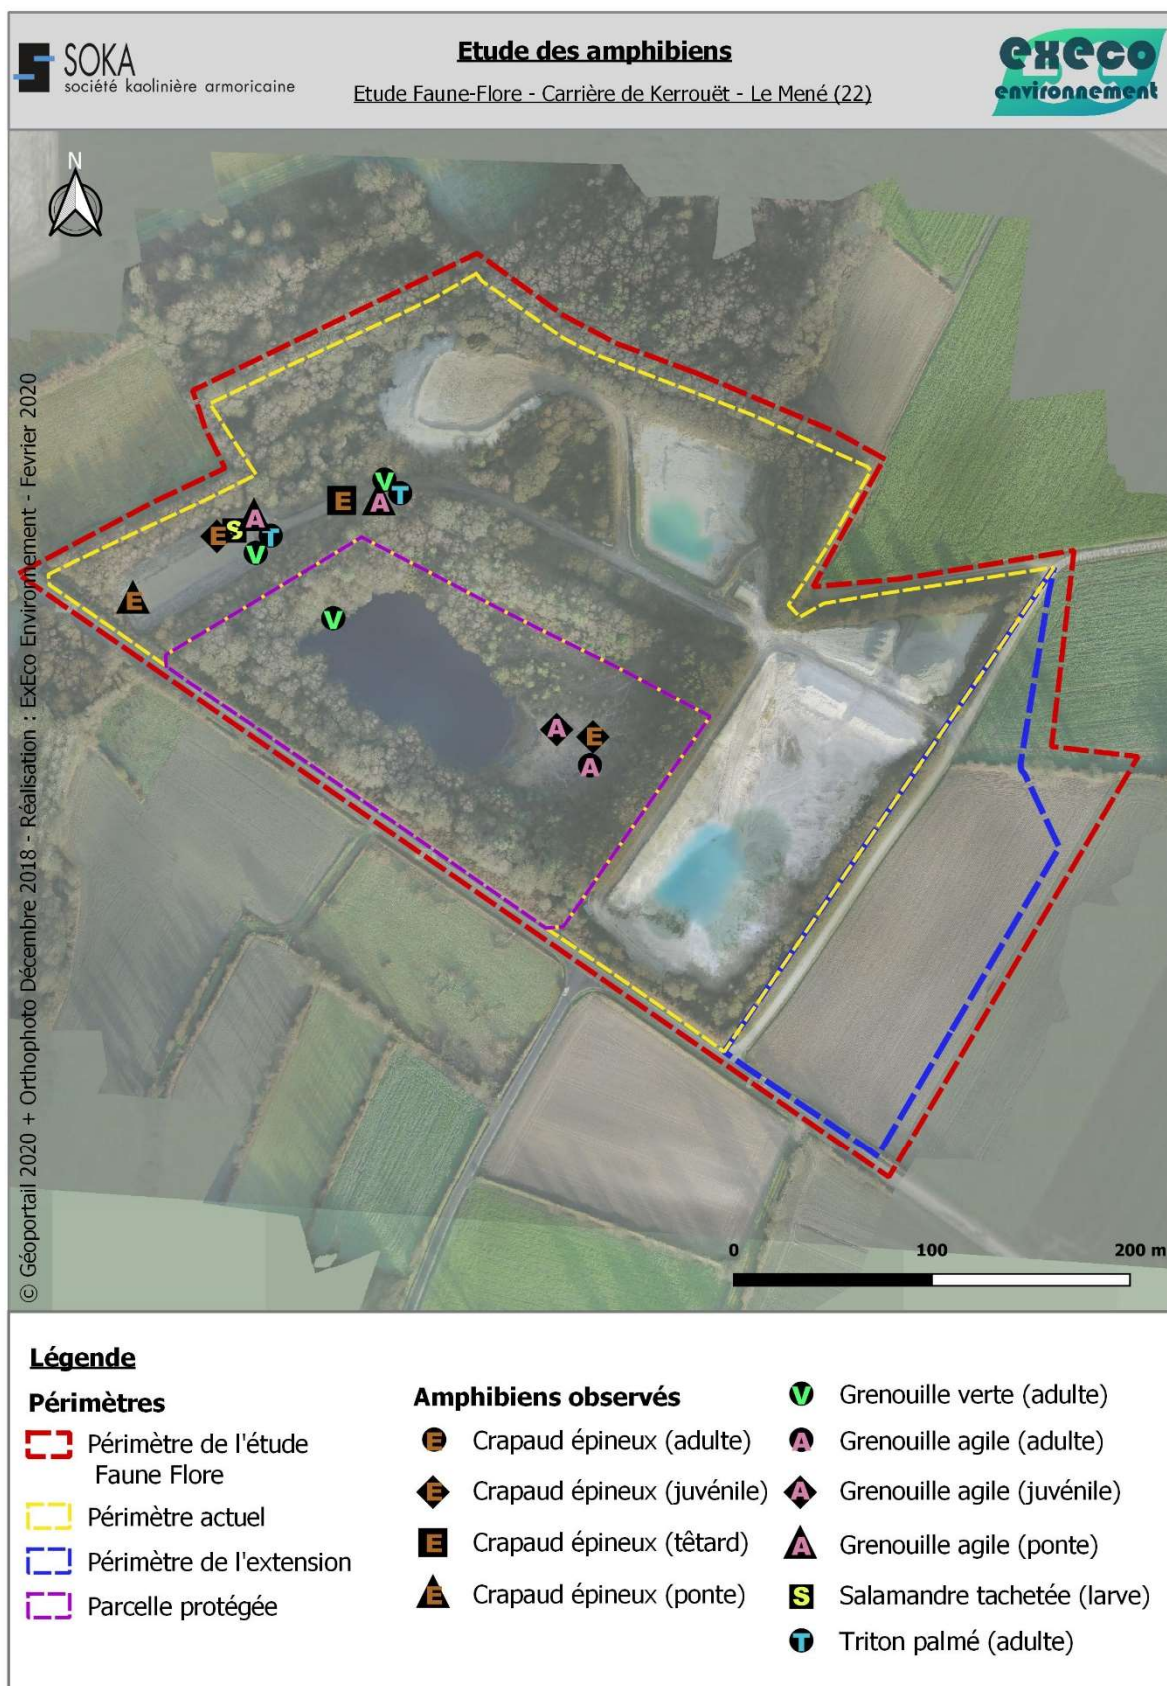 SOKA
société kaolinière armoricaine
Etude des amphibiens
Etude Faune-Flore - Carrière de Kerrouët - Le Mené (22)
execo
environnement
N
© Géoportail 2020 + Orthophoto Décembre 2018 - Réalisation : ExEco Environnement - Fevrier 2020
V
T
E
A
A
S
E
T
V
E
V
A
E
A
0 100 200 m
Légende
Périmètres
Périmètre de l'étude
Faune Flore
Périmètre actuel
Périmètre de l'extension
Parcelle protégée
Amphibiens observés
E Crapaud épineux (adulte)
E Crapaud épineux (juvénile)
E Crapaud épineux (têtard)
E Crapaud épineux (ponte)
V Grenouille verte (adulte)
A Grenouille agile (adulte)
A Grenouille agile (juvénile)
A Grenouille agile (ponte)
S Salamandre tachetée (larve)
T Triton palmé (adulte)